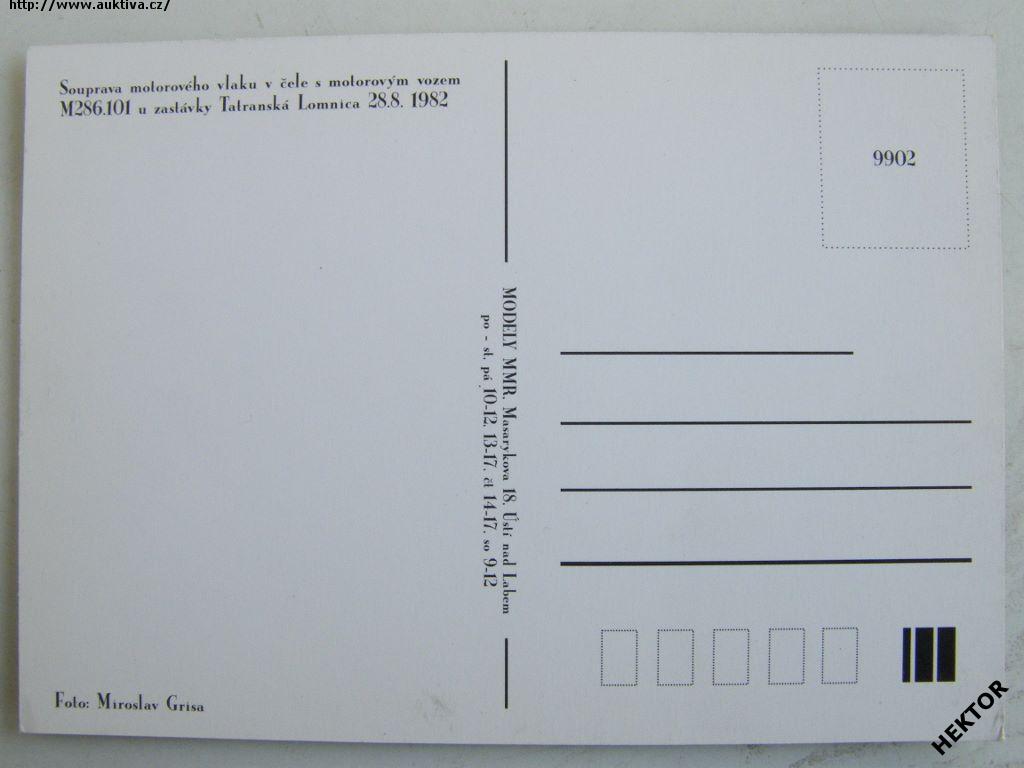 http://www.auktiva.cz/
Souprava motorového vlaku v čele s motorovým vozem
M286.101 u zastávky Tatranská Lomnica 28.8. 1982
9902
MODELY MMR, Masarykova 18, Ústí nad Labem
po - st, pá 10-12, 13-17, čt 14-17, so 9-12
Foto: Miroslav Grisa
HEKTOR